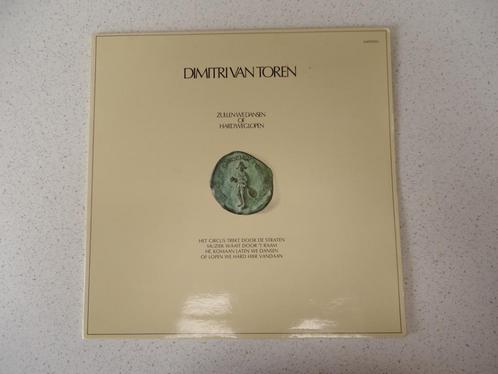 DIMITRI VAN TOREN
ZULLEN WE DANSEN
OF
HARD WEGLOPEN
HET CIRCUS TREKT DOOR DE STRATEN
MUZIEK WAAIT DOOR 'T RAAM
HÉ, KOMAAN LATEN WE DANSEN
OF LOPEN WE HARD HIER VANDAAN